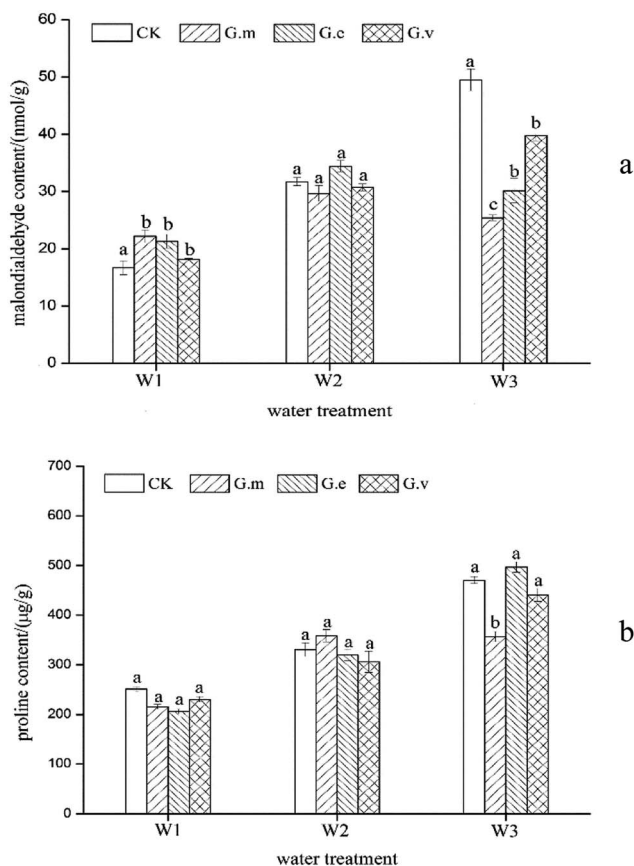 60
50
40
30
20
10
0
malondialdehyde content/(nmol/g)
CK G.m G.e G.v
a b b b
a a a a
a c b b
W1 W2 W3
water treatment
a
700
600
500
400
300
200
100
0
proline content/(μg/g)
CK G.m G.e G.v
a a a a
a a a a
a b a a
W1 W2 W3
water treatment
b